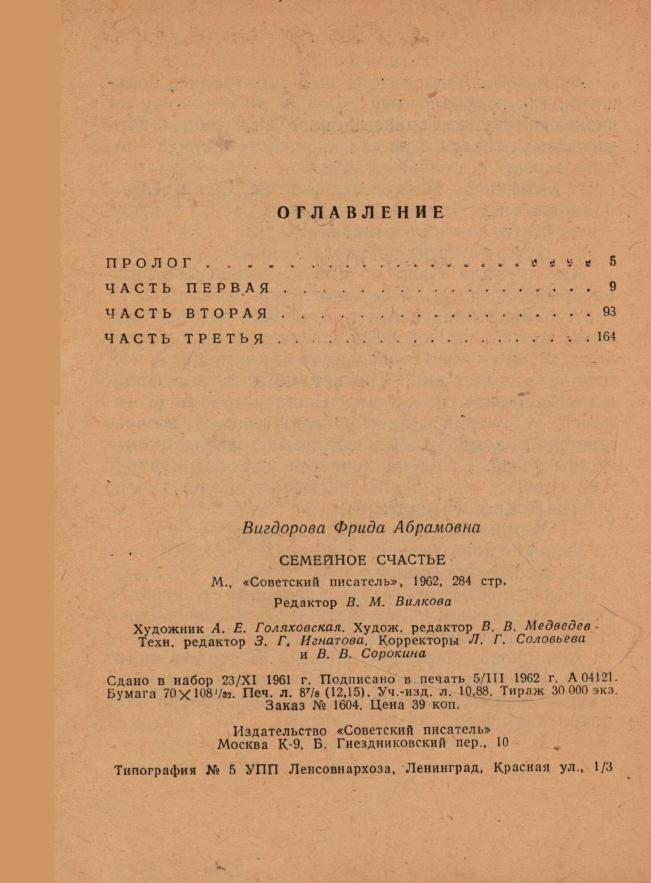 ОГЛАВЛЕНИЕ
ПРОЛОГ . . . . . . . . . . . . . . . . . . . . 5
ЧАСТЬ ПЕРВАЯ . . . . . . . . . . . . . . . . . . 9
ЧАСТЬ ВТОРАЯ . . . . . . . . . . . . . . . . . . 93
ЧАСТЬ ТРЕТЬЯ . . . . . . . . . . . . . . . . . . 164
Вигдорова Фрида Абрамовна
СЕМЕЙНОЕ СЧАСТЬЕ
М., «Советский писатель», 1962, 284 стр.
Редактор В. М. Вилкова
Художник А. Е. Голяховская. Худож. редактор В. В. Медведев
Техн. редактор З. Г. Игнатова. Корректоры Л. Г. Соловьева
и В. В. Сорокина
Сдано в набор 23/XI 1961 г. Подписано в печать 5/III 1962 г. А 04121.
Бумага 70×108 1/32. Печ. л. 87/8 (12,15). Уч.-изд. л. 10,88. Тираж 30 000 экз.
Заказ № 1604. Цена 39 коп.
Издательство «Советский писатель»
Москва К-9, Б. Гнездниковский пер., 10
Типография № 5 УПП Ленсовнархоза, Ленинград, Красная ул., 1/3